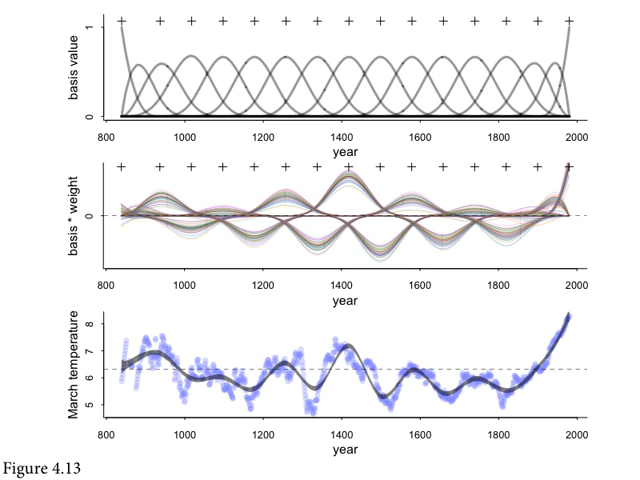 basis value
0
1
800 1000 1200 1400 1600 1800 2000
year
basis * weight
0
800 1000 1200 1400 1600 1800 2000
year
March temperature
5
6
7
8
800 1000 1200 1400 1600 1800 2000
year
Figure 4.13